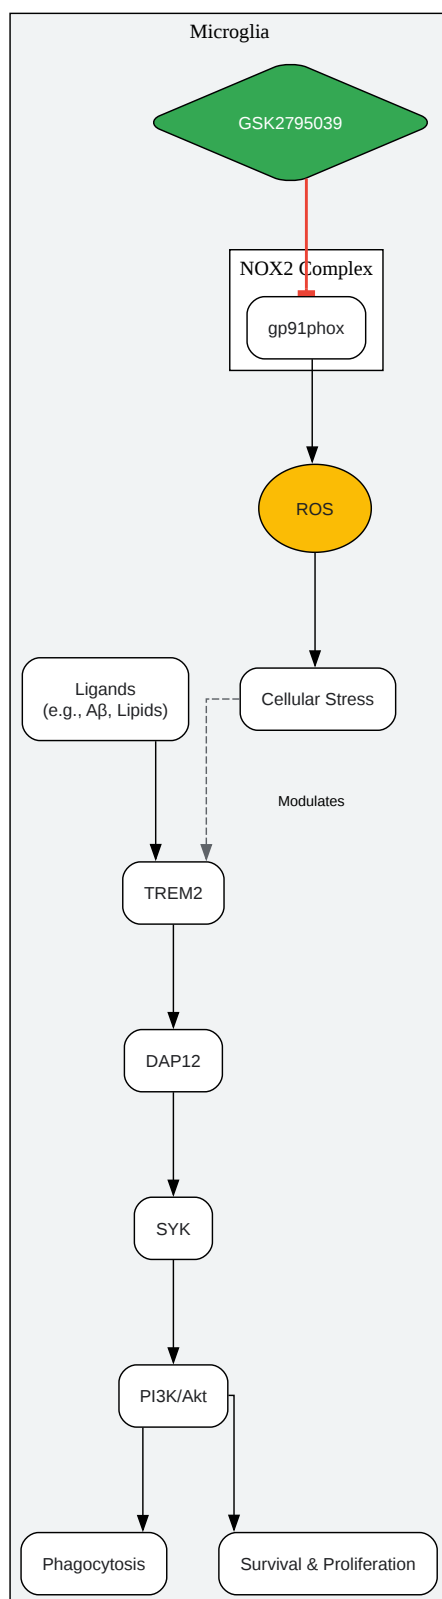 Microglia
GSK2795039
NOX2 Complex
gp91phox
ROS
Ligands
(e.g., Aβ, Lipids)
Cellular Stress
Modulates
TREM2
DAP12
SYK
PI3K/Akt
Phagocytosis
Survival & Proliferation